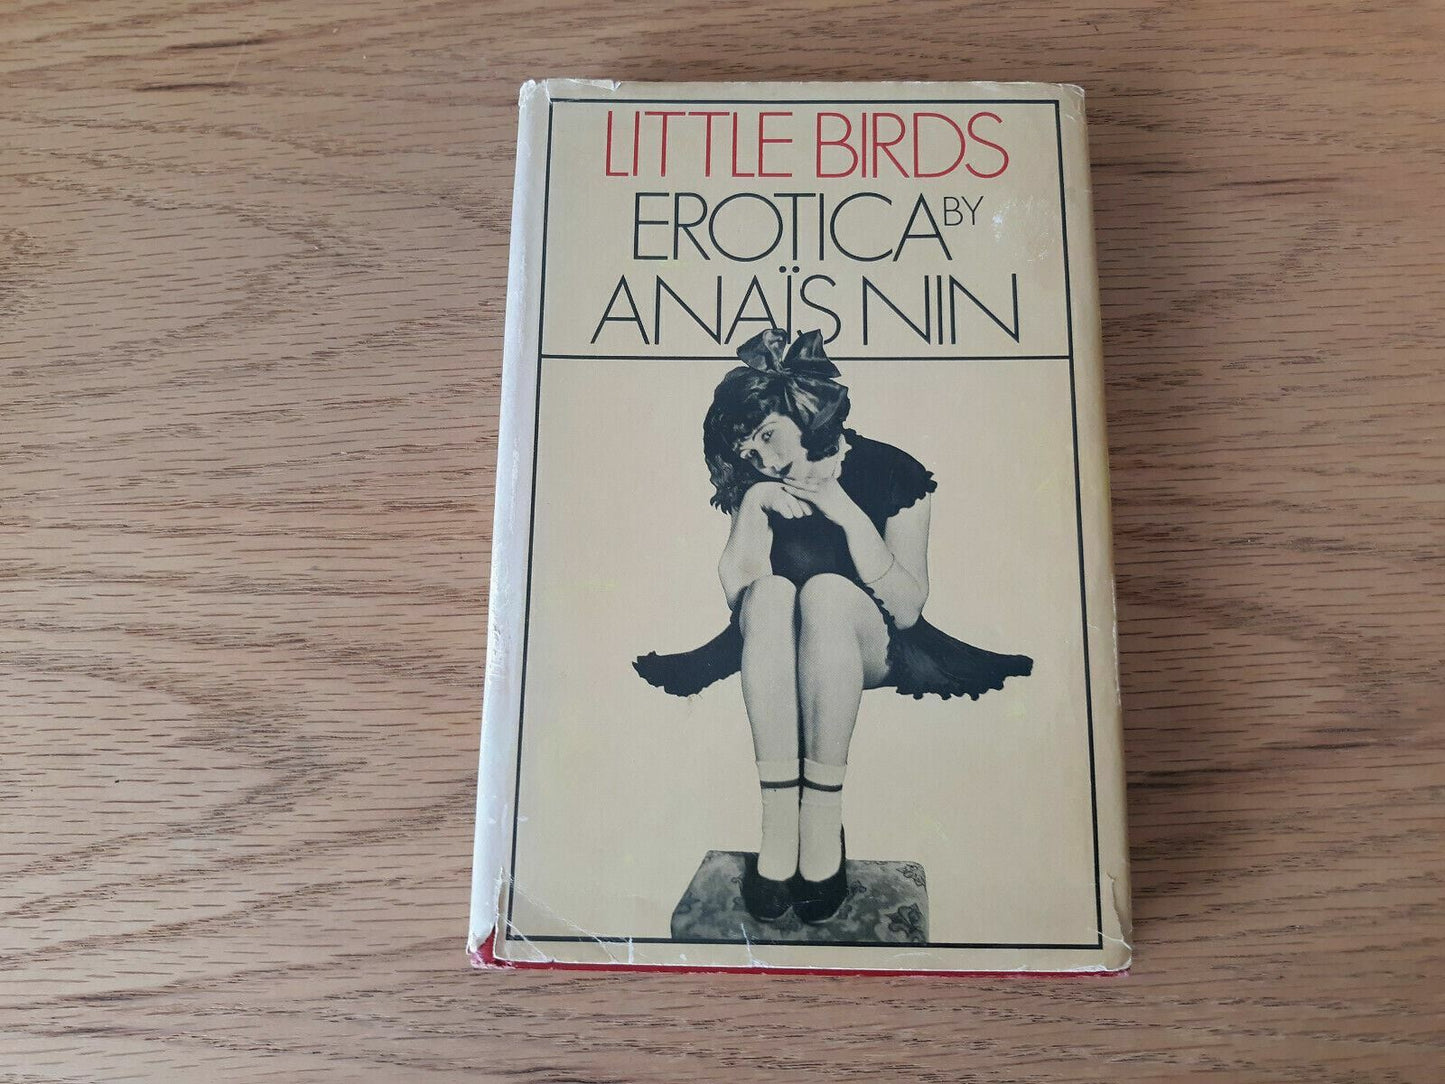 LITTLE BIRDS
EROTICA BY
ANAÏS NIN